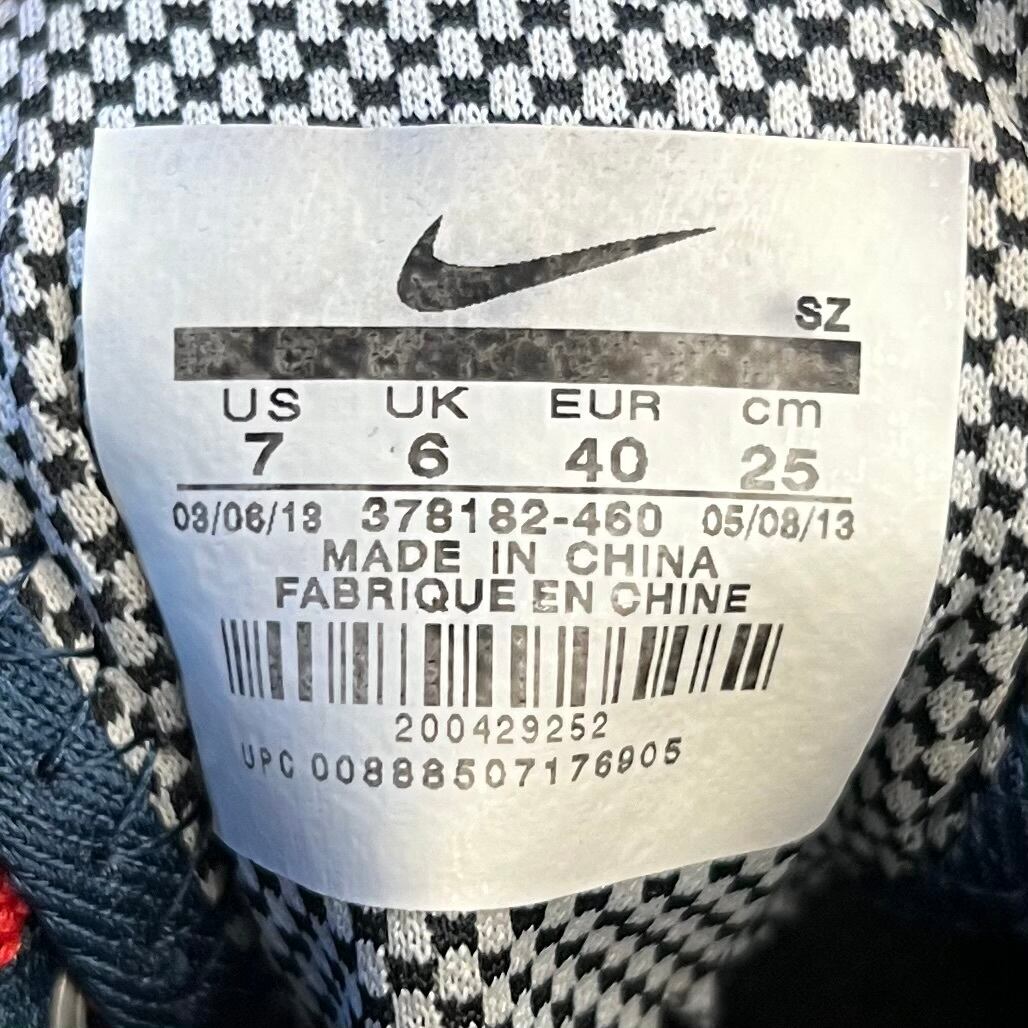 SZ
US UK EUR cm
7 6 40 25
03/06/13 378182-460 05/08/13
MADE IN CHINA
FABRIQUE EN CHINE
200429252
UPC 00888507176905